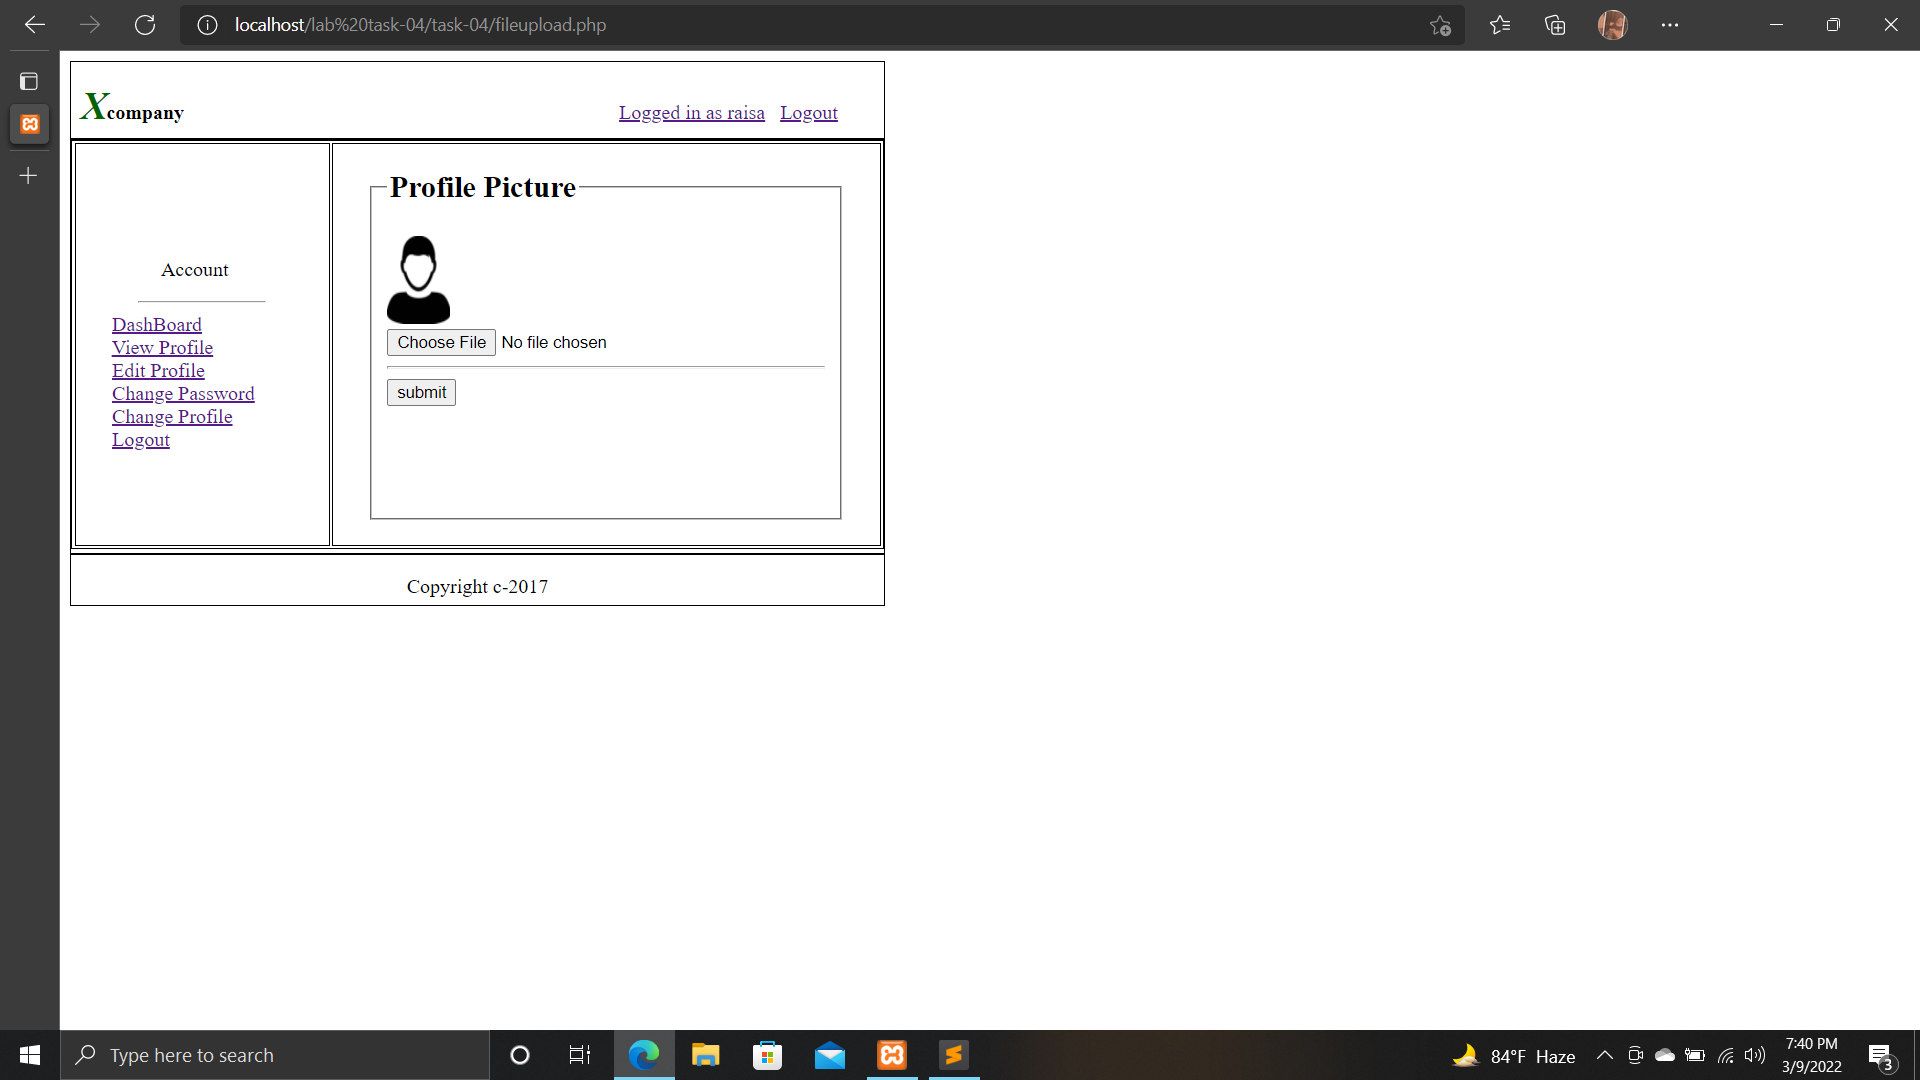 localhost/lab%20task-04/task-04/fileupload.php
Xcompany
Logged in as raisa Logout
Profile Picture
Account
DashBoard
View Profile
Edit Profile
Change Password
Change Profile
Logout
Choose File No file chosen
submit
Copyright c-2017
Type here to search
84°F Haze
7:40 PM
3/9/2022
3